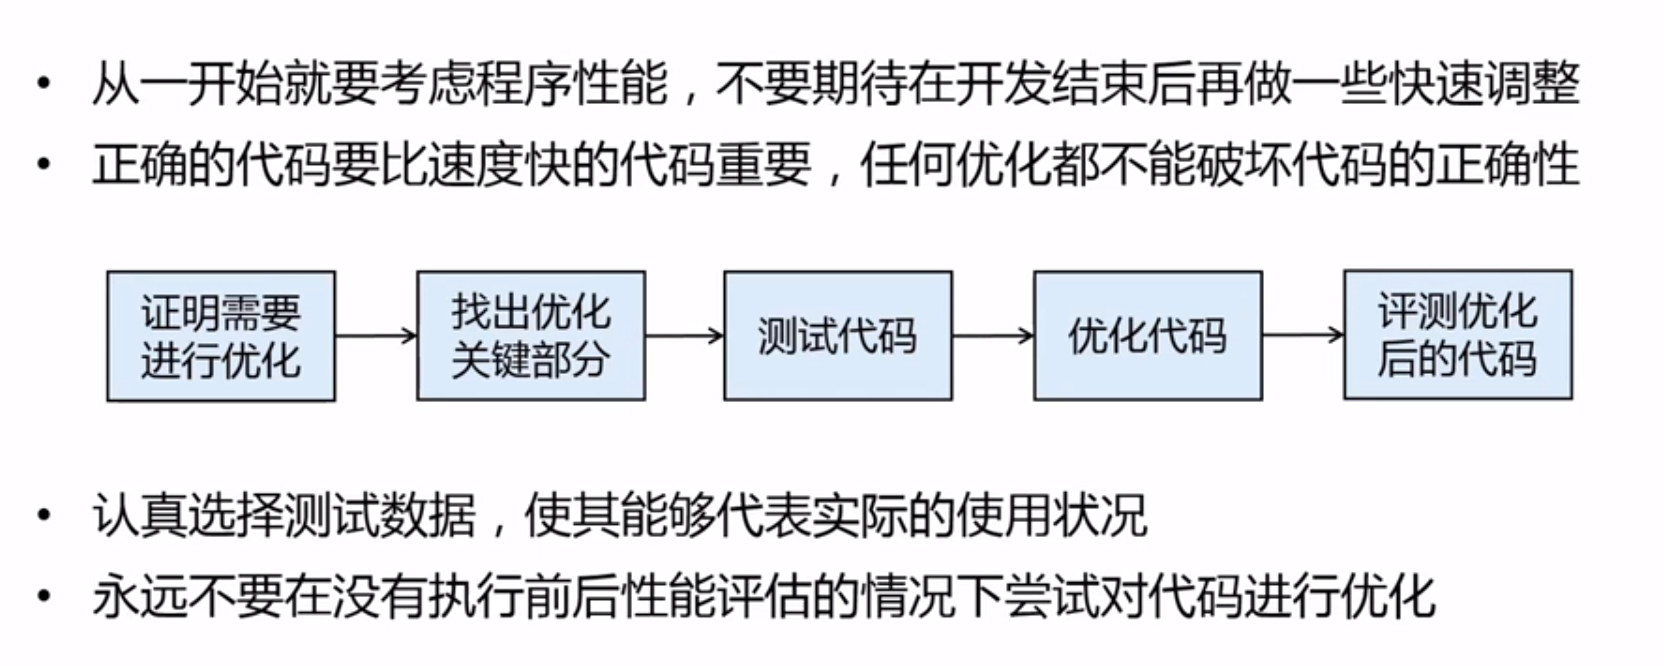 • 从一开始就要考虑程序性能，不要期待在开发结束后再做一些快速调整
• 正确的代码要比速度快的代码重要，任何优化都不能破坏代码的正确性
证明需要
进行优化
找出优化
关键部分
测试代码
优化代码
评测优化
后的代码
• 认真选择测试数据，使其能够代表实际的使用状况
• 永远不要在没有执行前后性能评估的情况下尝试对代码进行优化